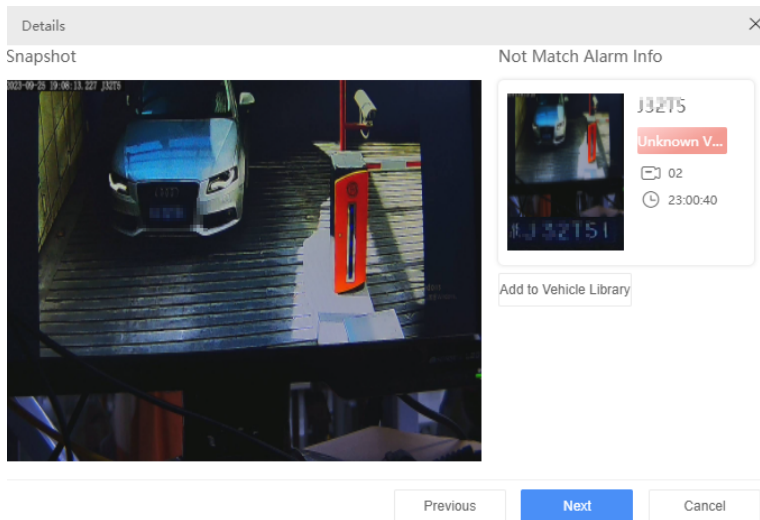 Details
Snapshot
Not Match Alarm Info
2023-09-25 19:06:13.227 J32T5
J32T5
Unknown V...
02
23:00:40
Add to Vehicle Library
Previous
Next
Cancel